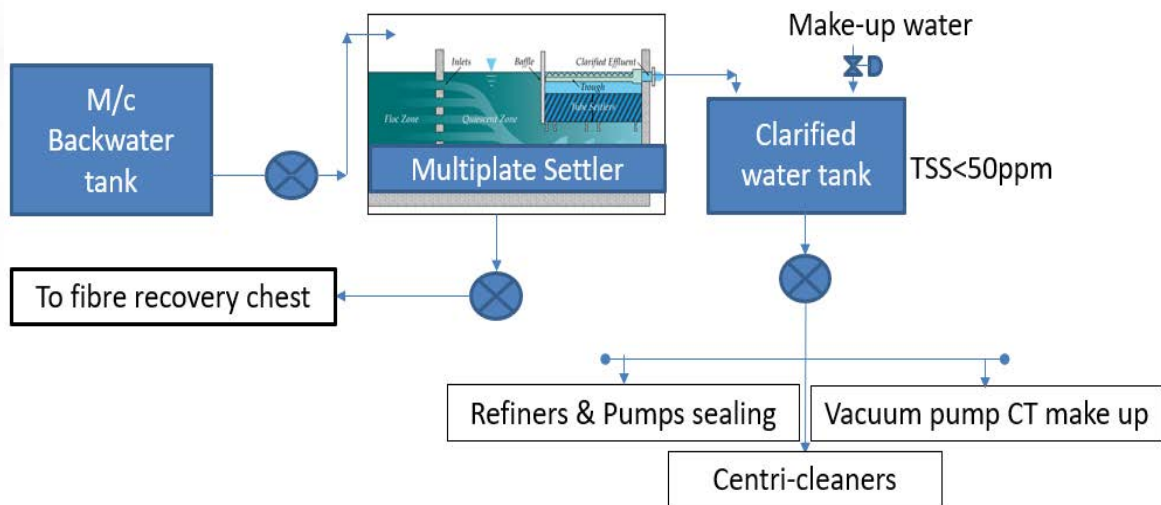 Make-up water
M/c
Backwater
tank
Inlets
Baffle
Clarified Effluent
Trough
Tube Settlers
Floc Zone
Quiescent Zone
Multiplate Settler
D
Clarified
water tank
TSS<50ppm
To fibre recovery chest
Refiners & Pumps sealing
Vacuum pump CT make up
Centri-cleaners